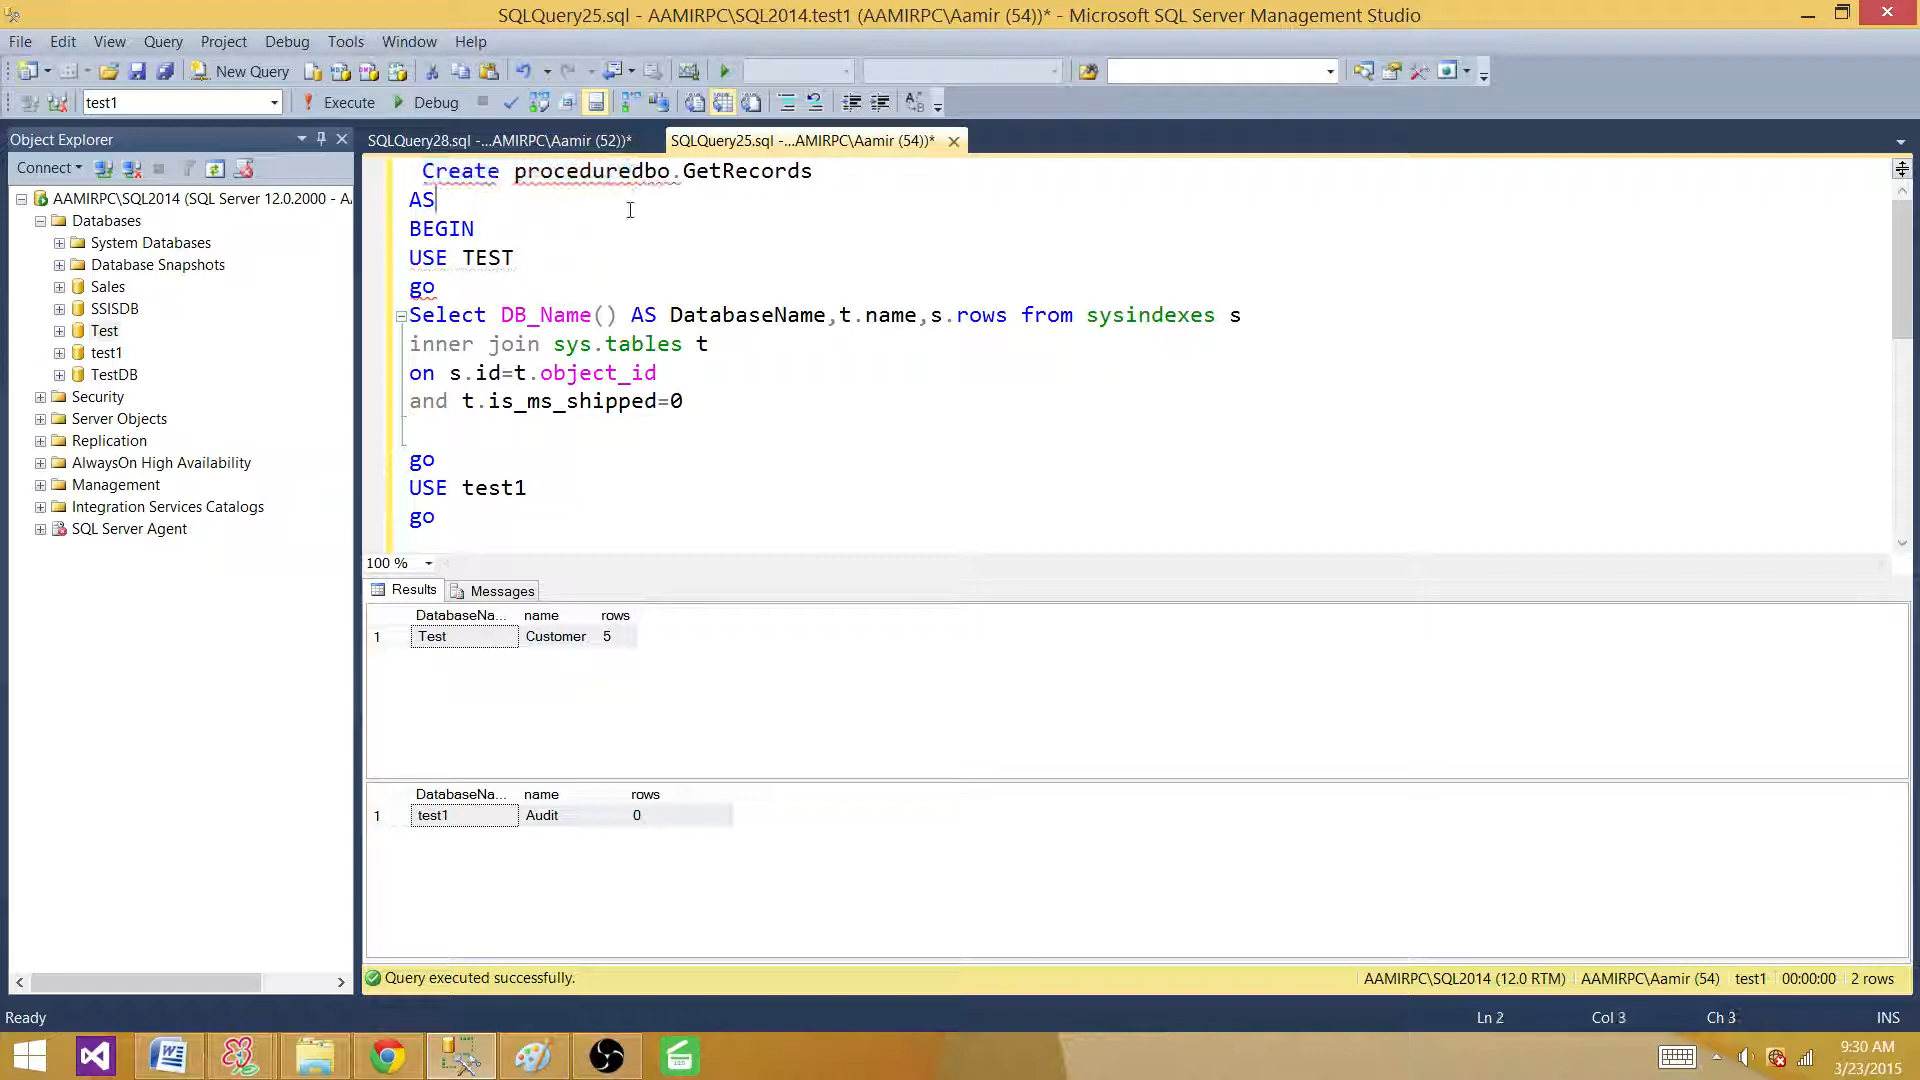 SQLQuery25.sql - AAMIRPC\SQL2014.test1 (AAMIRPC\Aamir (54))* - Microsoft SQL Server Management Studio
File Edit View Query Project Debug Tools Window Help
New Query
test1 Execute Debug
Object Explorer
SQLQuery28.sql -...AMIRPC\Aamir (52))* SQLQuery25.sql -...AMIRPC\Aamir (54))*
Connect
AAMIRPC\SQL2014 (SQL Server 12.0.2000 - A
Databases
System Databases
Database Snapshots
Sales
SSISDB
Test
test1
TestDB
Security
Server Objects
Replication
AlwaysOn High Availability
Management
Integration Services Catalogs
SQL Server Agent
Create proceduredbo.GetRecords
AS
BEGIN
USE TEST
go
Select DB_Name() AS DatabaseName,t.name,s.rows from sysindexes s
inner join sys.tables t
on s.id=t.object_id
and t.is_ms_shipped=0
go
USE test1
go
100 %
Results Messages
DatabaseNa... name rows
1 Test Customer 5
DatabaseNa... name rows
1 test1 Audit 0
Query executed successfully. AAMIRPC\SQL2014 (12.0 RTM) AAMIRPC\Aamir (54) test1 00:00:00 2 rows
Ready Ln 2 Col 3 Ch 3 INS
9:30 AM
3/23/2015